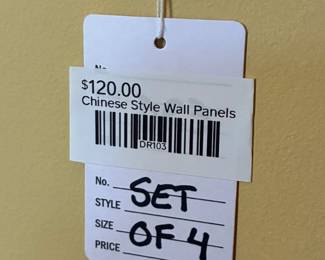 No.
$120.00
Chinese Style Wall Panels
DR103
No. SET
STYLE
SIZE OF 4
PRICE